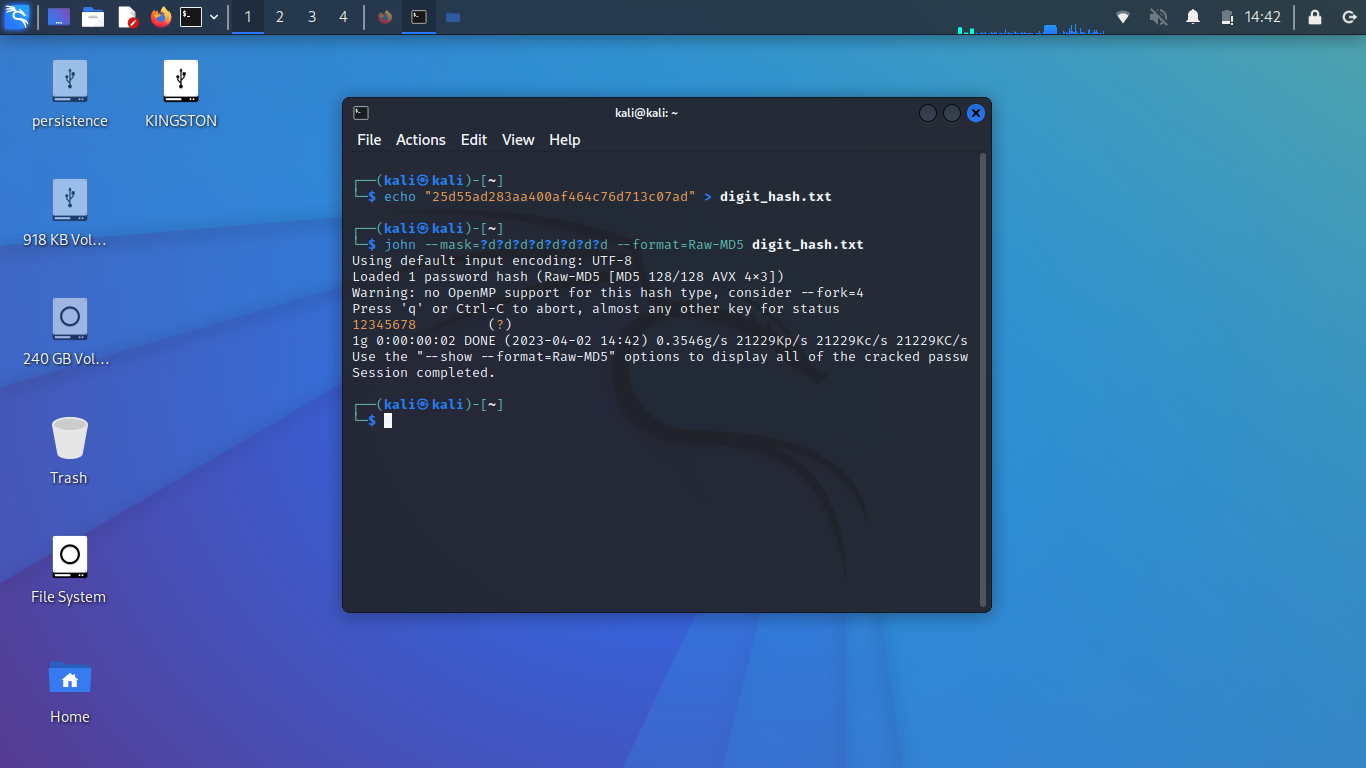 1 2 3 4 14:42
persistence
KINGSTON
918 KB Vol...
240 GB Vol...
Trash
File System
Home
kali@kali: ~
File Actions Edit View Help
┌──(kali㉿kali)-[~]
└─$ echo "25d55ad283aa400af464c76d713c07ad" > digit_hash.txt
┌──(kali㉿kali)-[~]
└─$ john --mask=?d?d?d?d?d?d?d?d --format=Raw-MD5 digit_hash.txt
Using default input encoding: UTF-8
Loaded 1 password hash (Raw-MD5 [MD5 128/128 AVX 4×3])
Warning: no OpenMP support for this hash type, consider --fork=4
Press 'q' or Ctrl-C to abort, almost any other key for status
12345678         (?)
1g 0:00:00:02 DONE (2023-04-02 14:42) 0.3546g/s 21229Kp/s 21229Kc/s 21229KC/s
Use the "--show --format=Raw-MD5" options to display all of the cracked passw
Session completed.
┌──(kali㉿kali)-[~]
└─$